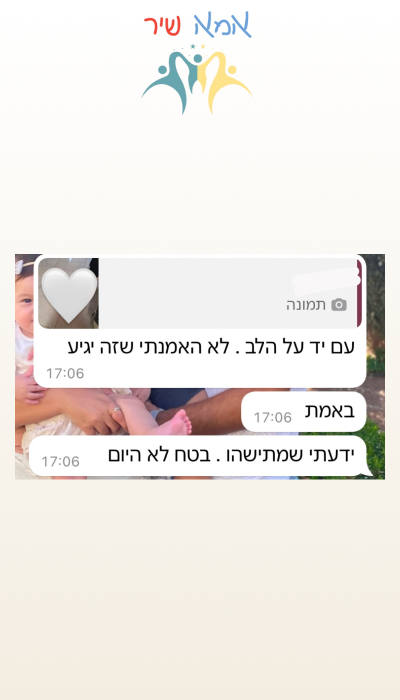 אמא שיר
תמונה
עם יד על הלב . לא האמנתי שזה יגיע
17:06
באמת
17:06
ידעתי שמתישהו . בטח לא היום
17:06